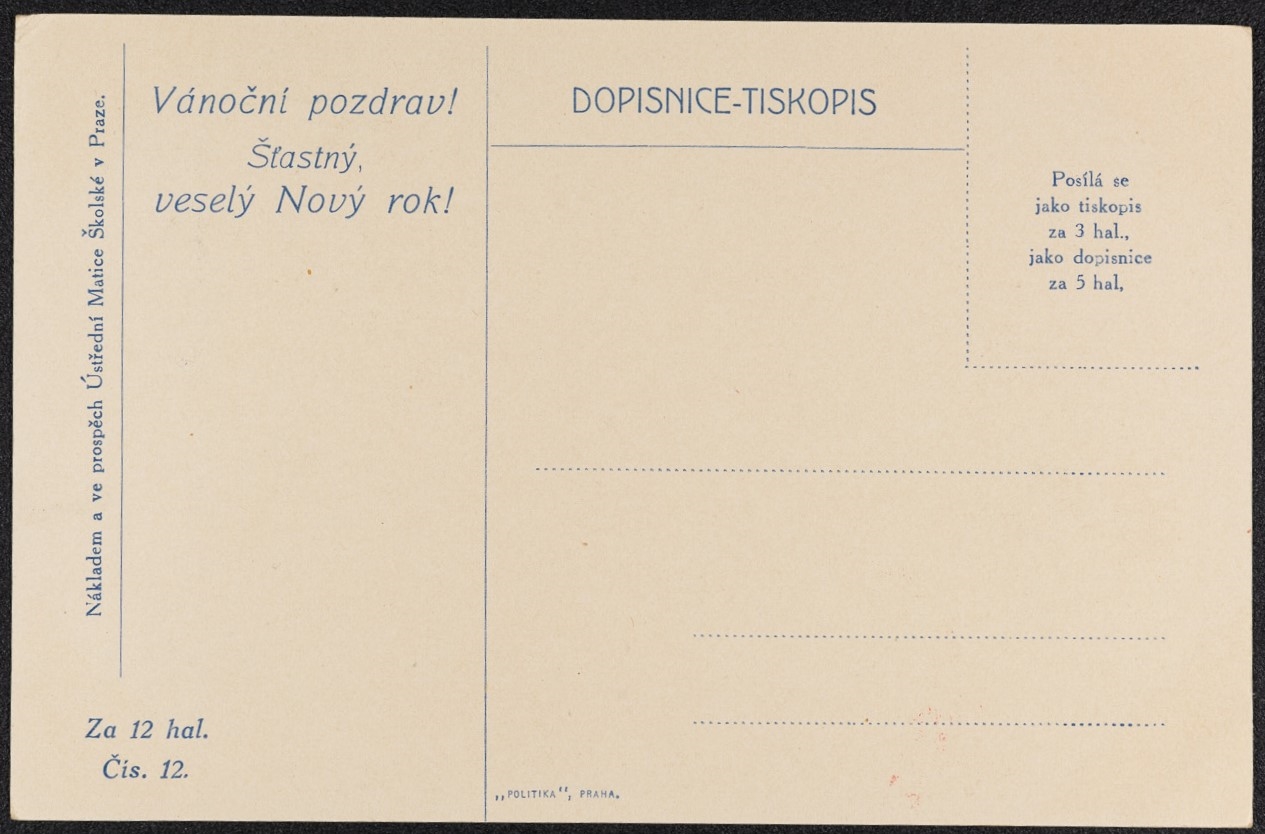 Nákladem a ve prospěch Ústřední Matice Školské v Praze.
Vánoční pozdrav!
Šťastný,
veselý Nový rok!
Za 12 hal.
Čís. 12.
DOPISNICE-TISKOPIS
Posílá se
jako tiskopis
za 3 hal.,
jako dopisnice
za 5 hal,
„POLITIKA“, PRAHA.